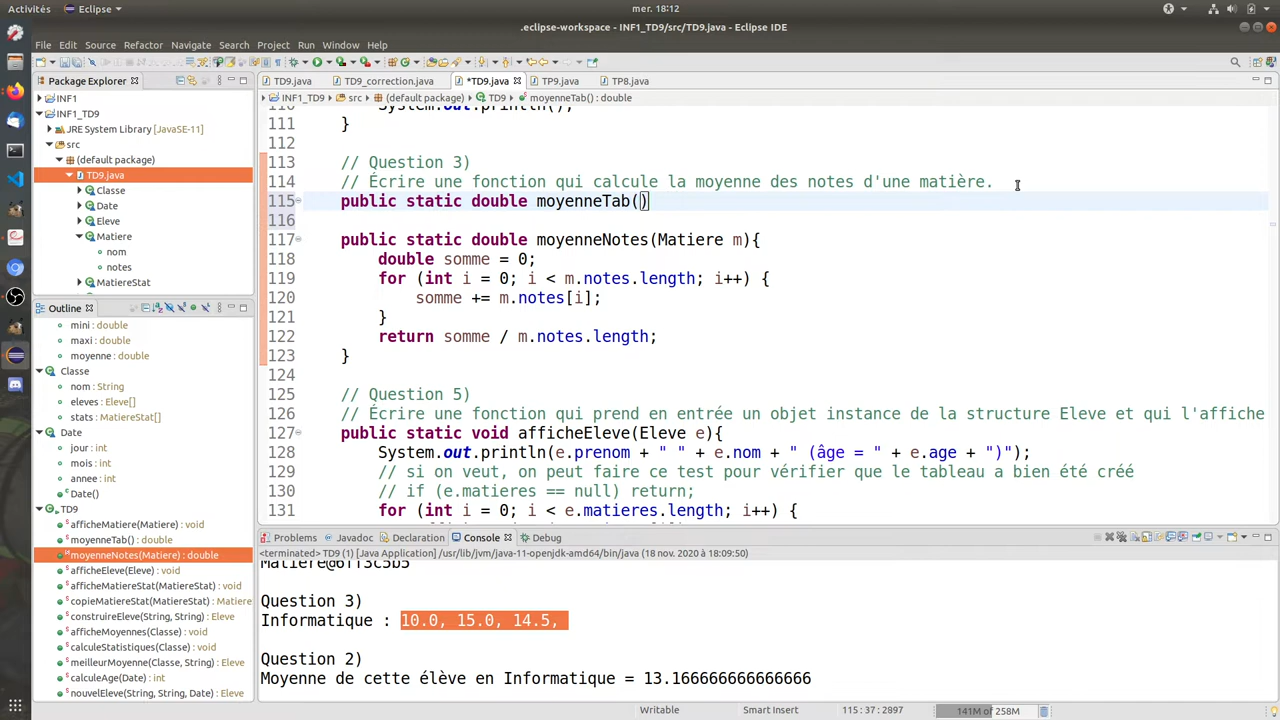 Activités
Eclipse
mer. 18:12
.eclipse-workspace - INF1_TD9/src/TD9.java - Eclipse IDE
File Edit Source Refactor Navigate Search Project Run Window Help
Package Explorer
INF1
INF1_TD9
JRE System Library [JavaSE-11]
src
(default package)
TD9.java
Classe
Date
Eleve
Matiere
nom
notes
MatiereStat
Outline
mini : double
maxi : double
moyenne : double
Classe
nom : String
eleves : Eleve[]
stats : MatiereStat[]
Date
jour : int
mois : int
annee : int
Date()
TD9
afficheMatiere(Matiere) : void
moyenneTab() : double
moyenneNotes(Matiere) : double
afficheEleve(Eleve) : void
afficheMatiereStat(MatiereStat) : void
copieMatiereStat(MatiereStat) : Matiere
construireEleve(String, String) : Eleve
afficheMoyennes(Classe) : void
calculeStatistiques(Classe) : void
meilleurMoyenne(Classe, String) : Eleve
calculeAge(Date) : int
nouvelEleve(String, String, Date) : Eleve
TD9.java TD9_correction.java *TD9.java TP9.java TP8.java
INF1_TD9 src (default package) TD9 moyenneTab() : double
110 System.out.println();
111 }
112
113 // Question 3)
114 // Écrire une fonction qui calcule la moyenne des notes d'une matière.
115 public static double moyenneTab()
116
117 public static double moyenneNotes(Matiere m){
118 double somme = 0;
119 for (int i = 0; i < m.notes.length; i++) {
120 somme += m.notes[i];
121 }
122 return somme / m.notes.length;
123 }
124
125 // Question 5)
126 // Écrire une fonction qui prend en entrée un objet instance de la structure Eleve et qui l'affiche
127 public static void afficheEleve(Eleve e){
128 System.out.println(e.prenom + " " + e.nom + " (âge = " + e.age + ")");
129 // si on veut, on peut faire ce test pour vérifier que le tableau a bien été créé
130 // if (e.matieres == null) return;
131 for (int i = 0; i < e.matieres.length; i++) {
Problems Javadoc Declaration Console Debug
<terminated> TD9 (1) [Java Application] /usr/lib/jvm/java-11-openjdk-amd64/bin/java (18 nov. 2020 à 18:09:50)
Matiere@6ff3c5b5
Question 3)
Informatique : 10.0, 15.0, 14.5,
Question 2)
Moyenne de cette élève en Informatique = 13.166666666666666
Writable
Smart Insert
115 : 37 : 2897
141M of 258M